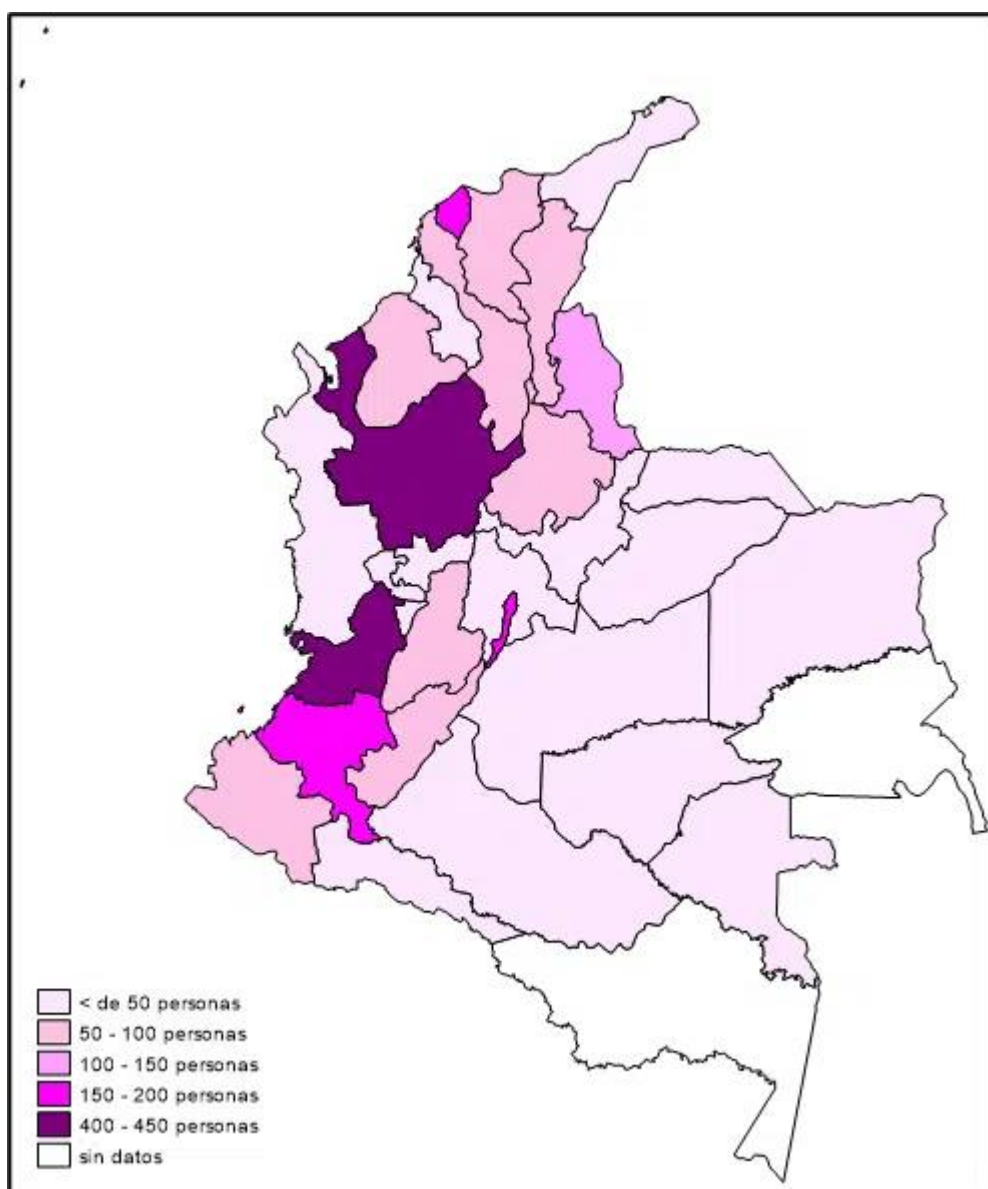 < de 50 personas
50 - 100 personas
100 - 150 personas
150 - 200 personas
400 - 450 personas
sin datos